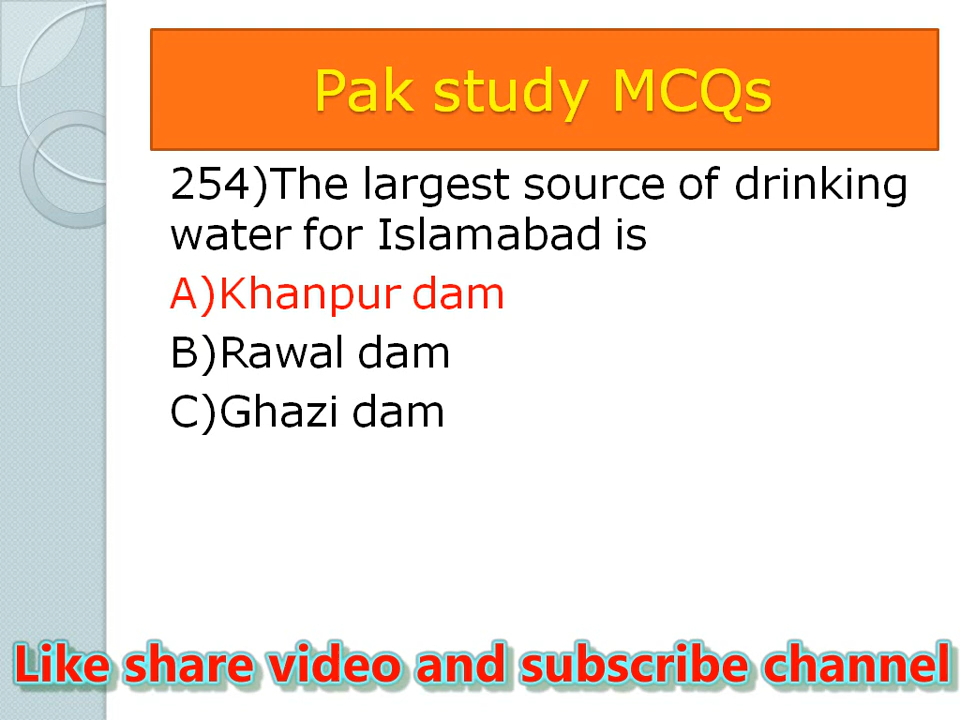 Pak study MCQs
254)The largest source of drinking
water for Islamabad is
A)Khanpur dam
B)Rawal dam
C)Ghazi dam
Like share video and subscribe channel